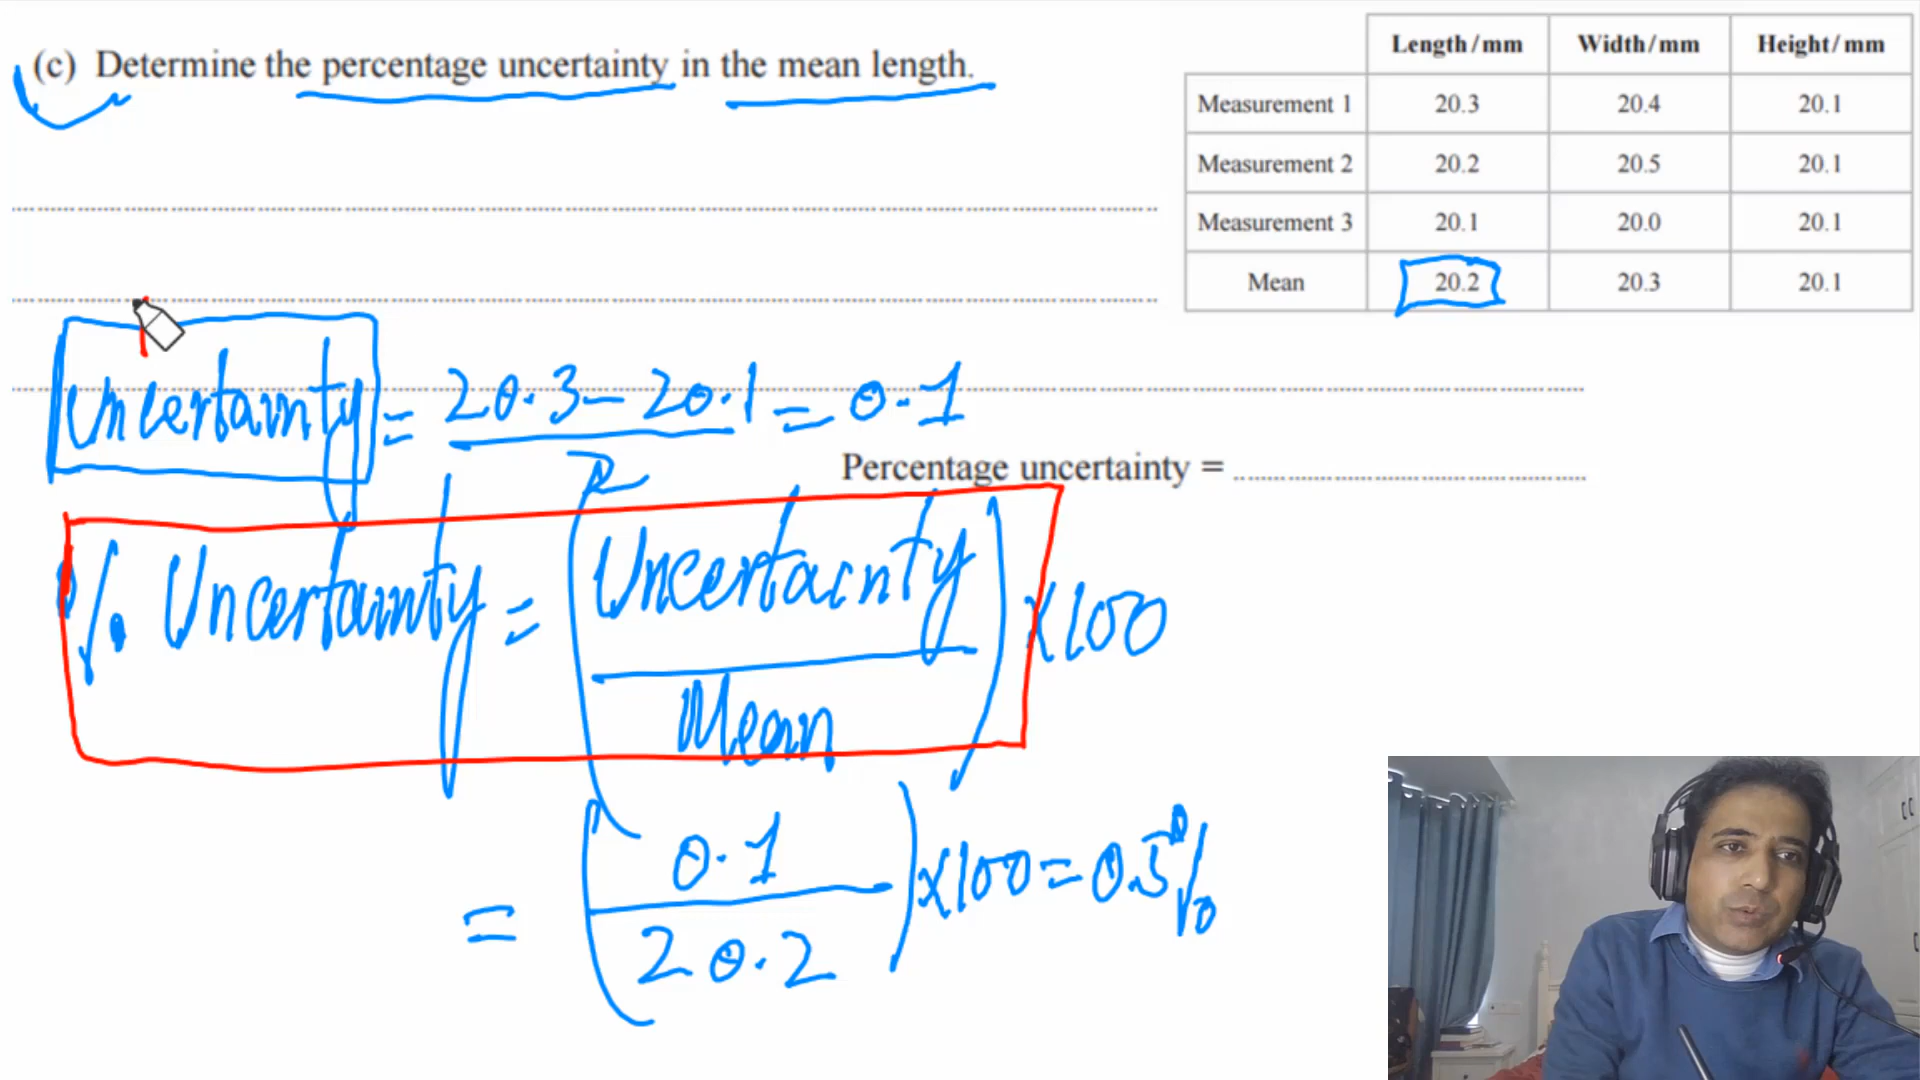 (c) Determine the percentage uncertainty in the mean length.
Length/mm Width/mm Height/mm
Measurement 1 20.3 20.4 20.1
Measurement 2 20.2 20.5 20.1
Measurement 3 20.1 20.0 20.1
Mean 20.2 20.3 20.1
Uncertainty = 20.3 - 20.1 = 0.1
2
Percentage uncertainty =
% Uncertainty = (Uncertainty) x100
Mean
= (0.1) x100 = 0.5%
20.2